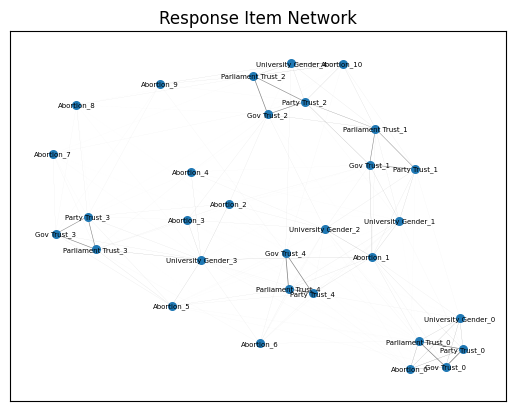 Response Item Network
University Gender_4
Abortion_10
Parliament Trust_2
Abortion_9
Party Trust_2
Abortion_8
Gov Trust_2
Parliament Trust_1
Abortion_7
Gov Trust_1
Party Trust_1
Abortion_4
Abortion_2
Party Trust_3
Abortion_3
University Gender_1
University Gender_2
Gov Trust_3
Parliament Trust_3
Gov Trust_4
Abortion_1
University Gender_3
Parliament Trust_4
Party Trust_4
Abortion_5
University Gender_0
Parliament Trust_0
Abortion_6
Party Trust_0
Gov Trust_0
Abortion_0